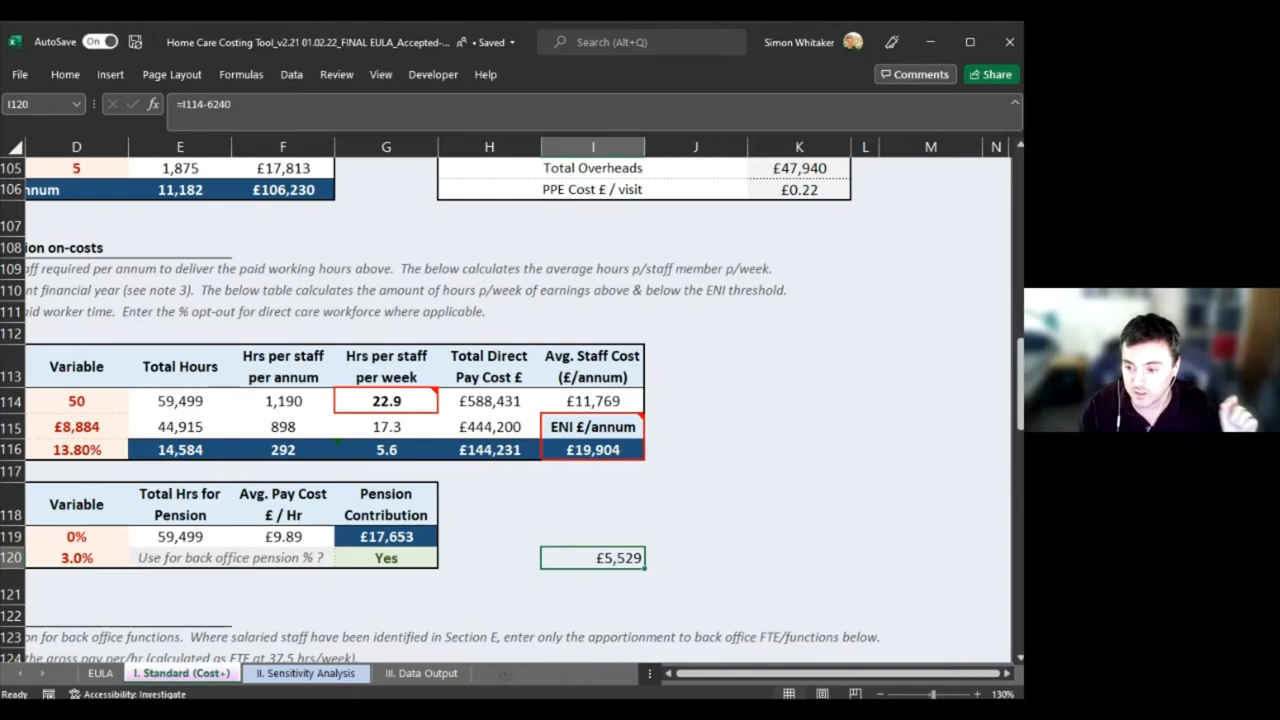 AutoSave On Home Care Costing Tool_v2.21 01.02.22_FINAL EULA_Accepted-... • Saved Search (Alt+Q) Simon Whitaker
File Home Insert Page Layout Formulas Data Review View Developer Help Comments Share
I120 fx =I114-6240
D E F G H I J K L M N
105 5 1,875 £17,813 Total Overheads £47,940
106 nnum 11,182 £106,230 PPE Cost £ / visit £0.22
107
108 on on-costs
109 ff required per annum to deliver the paid working hours above. The below calculates the average hours p/staff member p/week.
110 nt financial year (see note 3). The below table calculates the amount of hours p/week of earnings above & below the ENI threshold.
111 id worker time. Enter the % opt-out for direct care workforce where applicable.
112
Hrs per staff Hrs per staff Total Direct Avg. Staff Cost
113 Variable Total Hours
per annum per week Pay Cost £ (£/annum)
114 50 59,499 1,190 22.9 £588,431 £11,769
115 £8,884 44,915 898 17.3 £444,200 ENI £/annum
116 13.80% 14,584 292 5.6 £144,231 £19,904
117
Total Hrs for Avg. Pay Cost Pension
118 Variable
Pension £ / Hr Contribution
119 0% 59,499 £9.89 £17,653
120 3.0% Use for back office pension % ? Yes £5,529
121
122
123 on for back office functions. Where salaried staff have been identified in Section E, enter only the apportionment to back office FTE/functions below.
124 the gross pay per/hr (calculated as FTE at 37.5 hrs/week).
EULA I. Standard (Cost+) II. Sensitivity Analysis III. Data Output
Ready Accessibility: Investigate 130%